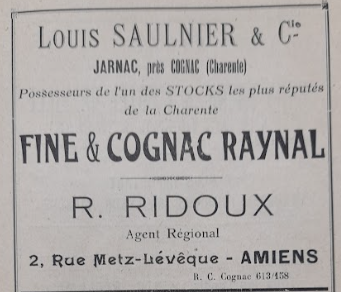 LOUIS SAULNIER & Cie
JARNAC, près COGNAC (Charente)
Possesseurs de l'un des STOCKS les plus réputés
de la Charente
FINE & COGNAC RAYNAL
R. RIDOUX
Agent Régional
2, Rue Metz-Lévêque - AMIENS
R. C. Cognac 613/458